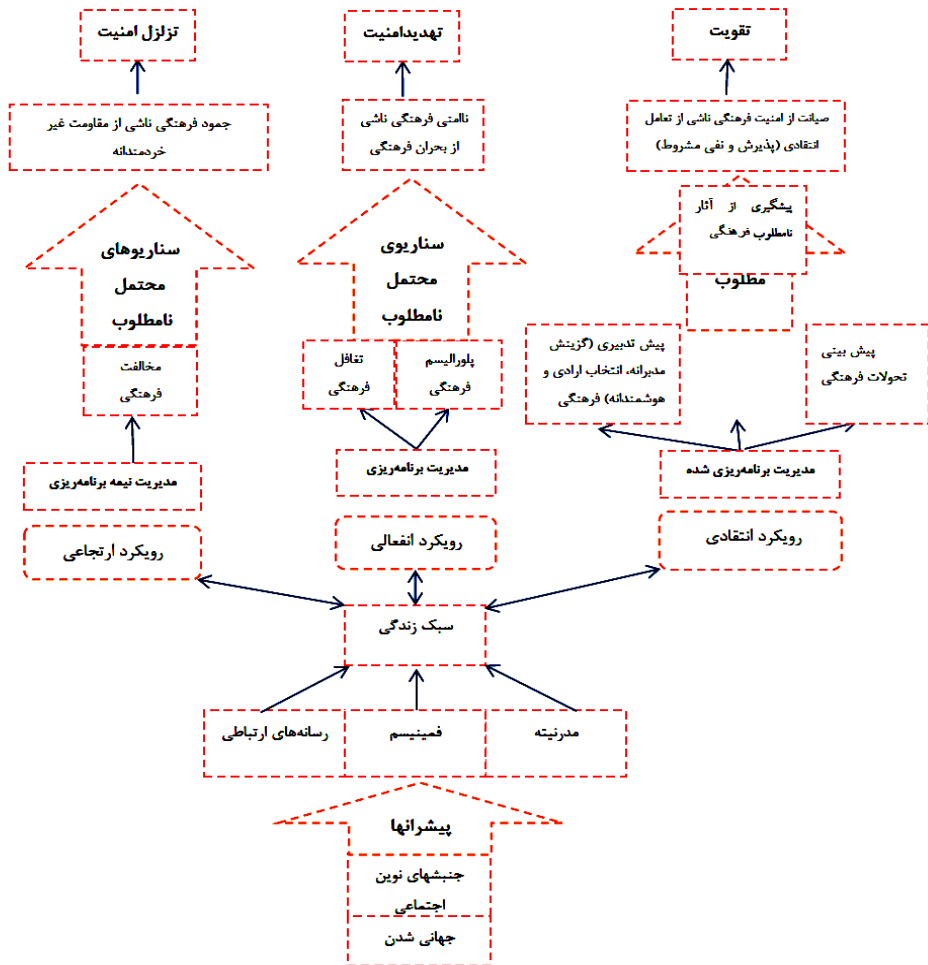 تقویت
تهدیدامنیت
تزلزل امنیت
صیانت از امنیت فرهنگی ناشی از تعامل
انتقادی (پذیرش و نفی مشروط)
ناامنی فرهنگی ناشی
از بحران فرهنگی
جمود فرهنگی ناشی از مقاومت غیر
خردمندانه
پیشگیری از آثار
نامطلوب فرهنگی
مطلوب
سناریوی
محتمل
نامطلوب
سناریوهای
محتمل
نامطلوب
پیش بینی
تحولات فرهنگی
پیش تدبیری (گزینش
مدبرانه، انتخاب ارادی و
هوشمندانه) فرهنگی
پلورالیسم
فرهنگی
تغافل
فرهنگی
مخالفت
فرهنگی
مدیریت برنامه‌ریزی شده
مدیریت برنامه‌ریزی
مدیریت نیمه برنامه‌ریزی
رویکرد انتقادی
رویکرد انفعالی
رویکرد ارتجاعی
سبک زندگی
مدرنیته
فمینیسم
رسانه‌های ارتباطی
پیشرانها
جنبشهای نوین
اجتماعی
جهانی شدن